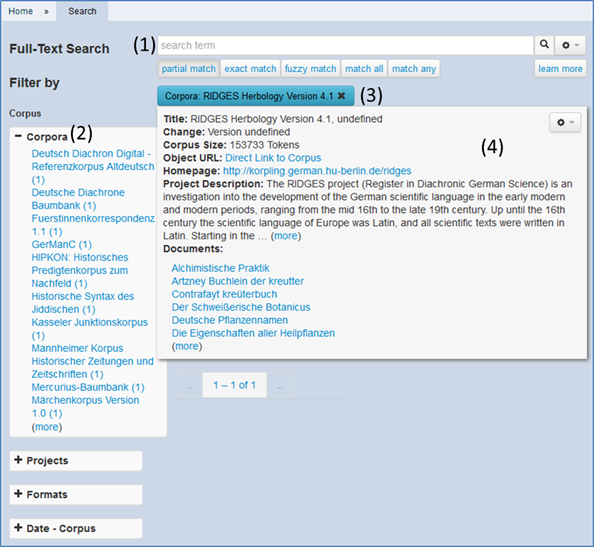 Home » Search
Full-Text Search
(1) search term
partial match exact match fuzzy match match all match any learn more
Filter by
Corpora: RIDGES Herbology Version 4.1 ✖ (3)
Corpus
(2)
− Corpora
Deutsch Diachron Digital -
Referenzkorpus Altdeutsch
(1)
Deutsche Diachrone
Baumbank (1)
Fuerstinnenkorrespondenz
1.1 (1)
GerManC (1)
HIPKON: Historisches
Predigtenkorpus zum
Nachfeld (1)
Historische Syntax des
Jiddischen (1)
Kasseler Junktionskorpus
(1)
Mannheimer Korpus
Historischer Zeitungen und
Zeitschriften (1)
Mercurius-Baumbank (1)
Märchenkorpus Version
1.0 (1)
(more)
+ Projects
+ Formats
+ Date - Corpus
Title: RIDGES Herbology Version 4.1, undefined
Change: Version undefined
Corpus Size: 153733 Tokens
(4)
Object URL: Direct Link to Corpus
Homepage: http://korpling.german.hu-berlin.de/ridges
Project Description: The RIDGES project (Register in Diachronic German Science) is an
investigation into the development of the German scientific language in the early modern
and modern periods, ranging from the mid 16th to the late 19th century. Up until the 16th
century the scientific language of Europe was Latin, and all scientific texts were written in
Latin. Starting in the ... (more)
Documents:
Alchimistische Praktik
Artzney Buchlein der kreutter
Contrafayt kreüterbuch
Der Schweißerische Botanicus
Deutsche Pflanzennamen
Die Eigenschaften aller Heilpflanzen
(more)
.. 1 – 1 of 1 ..